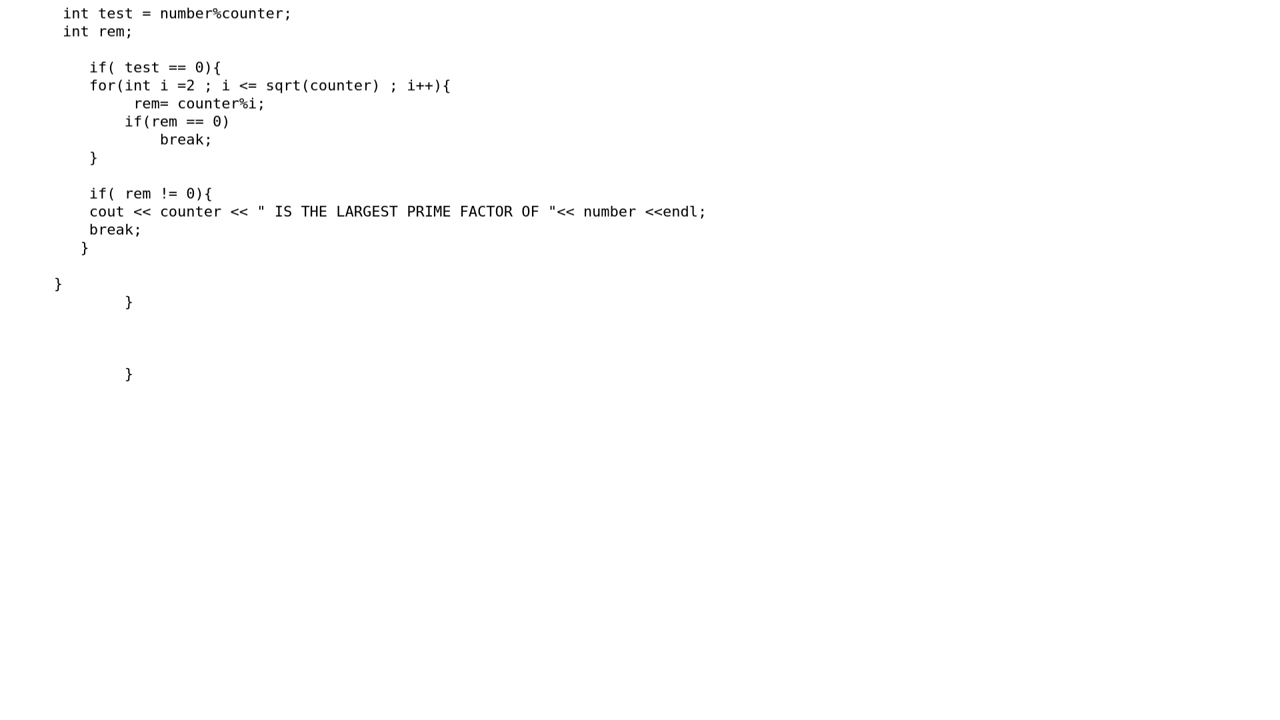 int test = number%counter;
int rem;
if( test == 0){
for(int i =2 ; i <= sqrt(counter) ; i++){
rem= counter%i;
if(rem == 0)
break;
}
if( rem != 0){
cout << counter << " IS THE LARGEST PRIME FACTOR OF "<< number <<endl;
break;
}
}
}
}